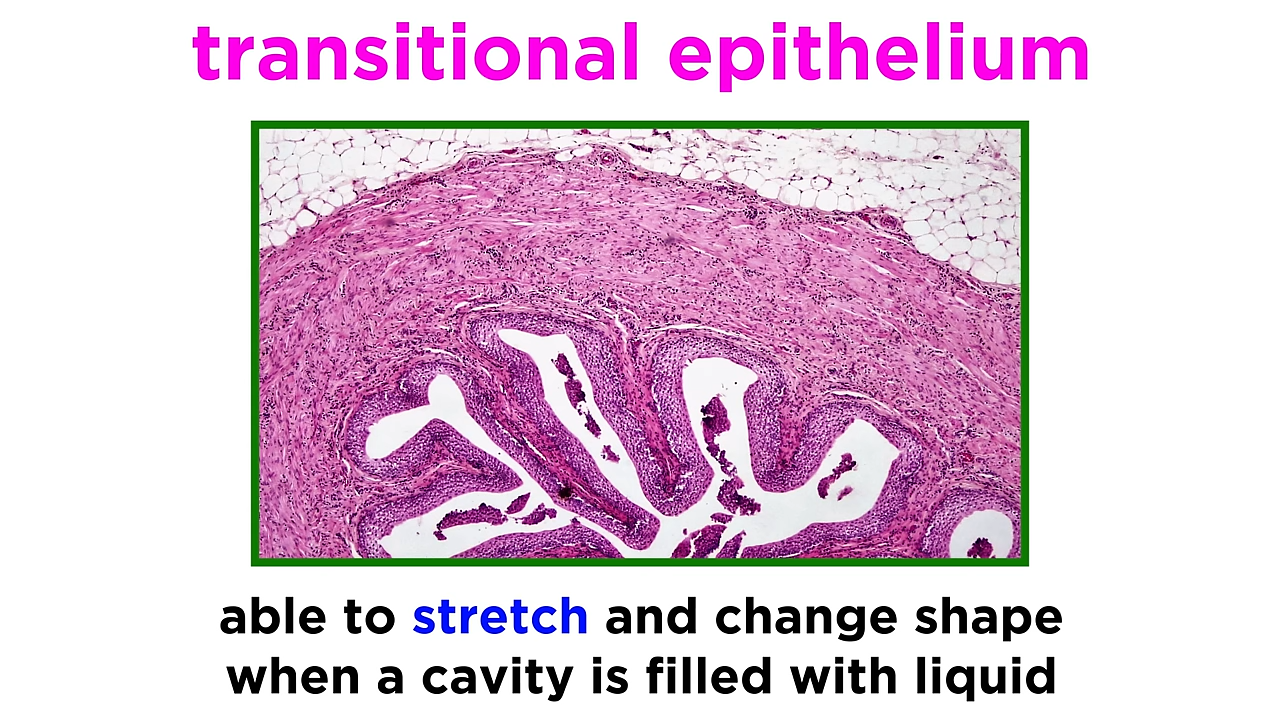 transitional epithelium
able to stretch and change shape
when a cavity is filled with liquid